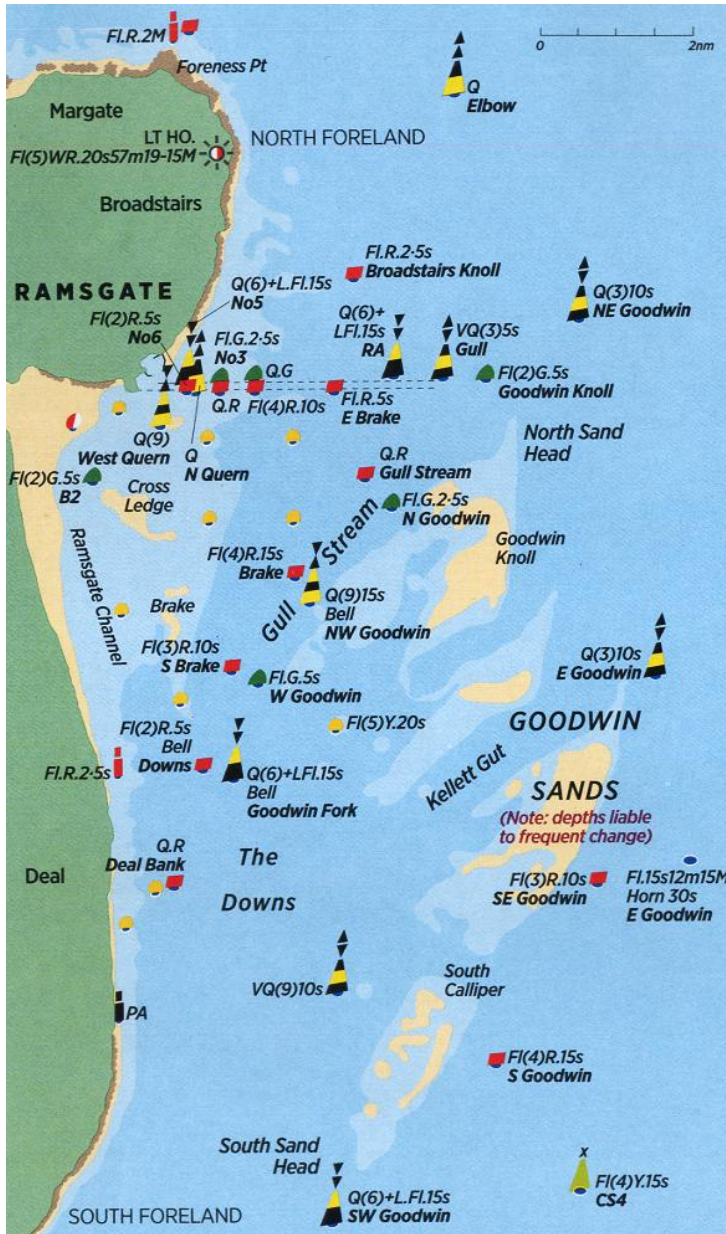 Fl.R.2M
Foreness Pt
0
2nm
Q
Elbow
Margate
NORTH FORELAND
LT HO.
Fl(5)WR.20s57m19-15M
Broadstairs
Fl.R.2·5s
Broadstairs Knoll
RAMSGATE
Q(6)+L.Fl.15s
No5
Q(6)+
LFl.15s
RA
VQ(3)5s
Gull
Q(3)10s
NE Goodwin
Fl(2)R.5s
No6
Fl.G.2·5s
No3
Q.G
Fl(2)G.5s
Goodwin Knoll
Q.R
Fl(4)R.10s
Fl.R.5s
E Brake
Q(9)
West Quern
Q
N Quern
North Sand
Head
Q.R
Gull Stream
Fl(2)G.5s
B2
Cross
Ledge
Fl.G.2·5s
N Goodwin
Goodwin
Knoll
Ramsgate Channel
Gull Stream
Fl(4)R.15s
Brake
Brake
Q(9)15s
Bell
NW Goodwin
Fl(3)R.10s
S Brake
Q(3)10s
E Goodwin
Fl.G.5s
W Goodwin
Fl(5)Y.20s
GOODWIN
Fl(2)R.5s
Bell
Downs
Fl.R.2·5s
Q(6)+LFl.15s
Bell
Goodwin Fork
Kellett Gut
SANDS
(Note: depths liable
to frequent change)
Q.R
Deal Bank
The
Downs
Deal
Fl(3)R.10s
SE Goodwin
Fl.15s12m15M
Horn 30s
E Goodwin
VQ(9)10s
South
Calliper
PA
Fl(4)R.15s
S Goodwin
South Sand
Head
x
Fl(4)Y.15s
CS4
Q(6)+L.Fl.15s
SW Goodwin
SOUTH FORELAND